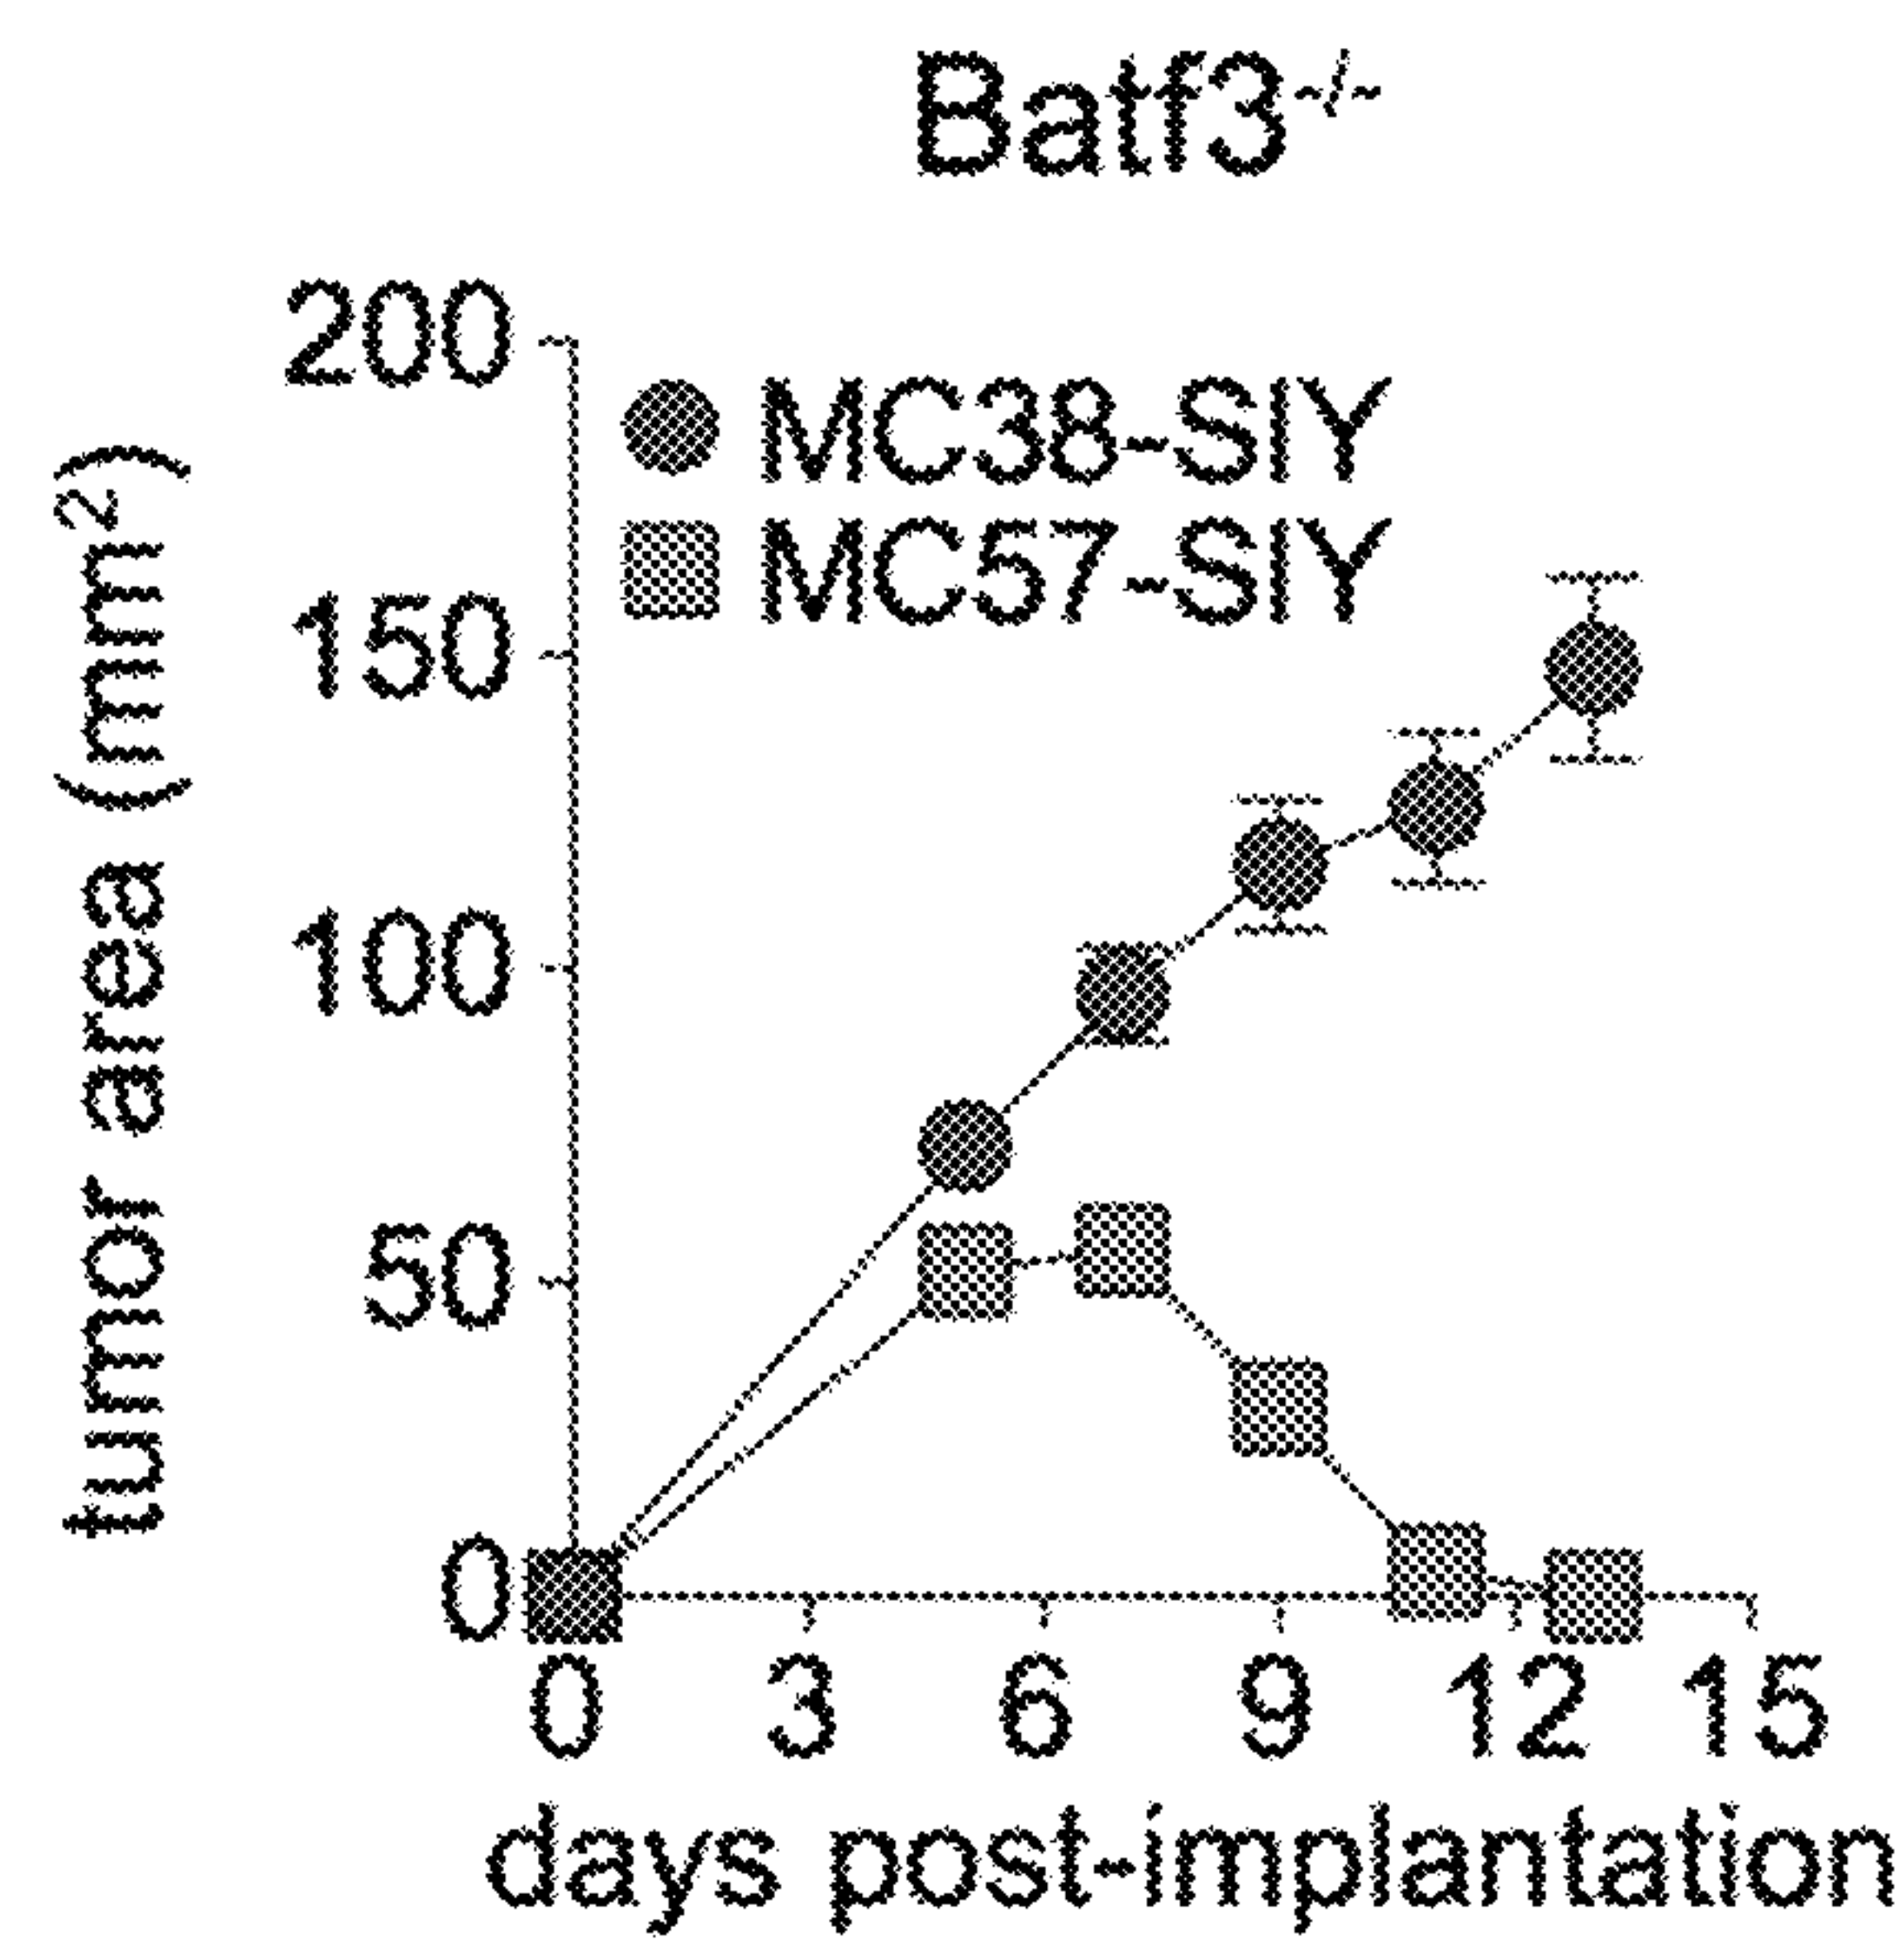 Batf3-/-
tumor area (mm²)
200
150
100
50
0
MC38-SIY
MC57-SIY
0 3 6 9 12 15
days post-implantation